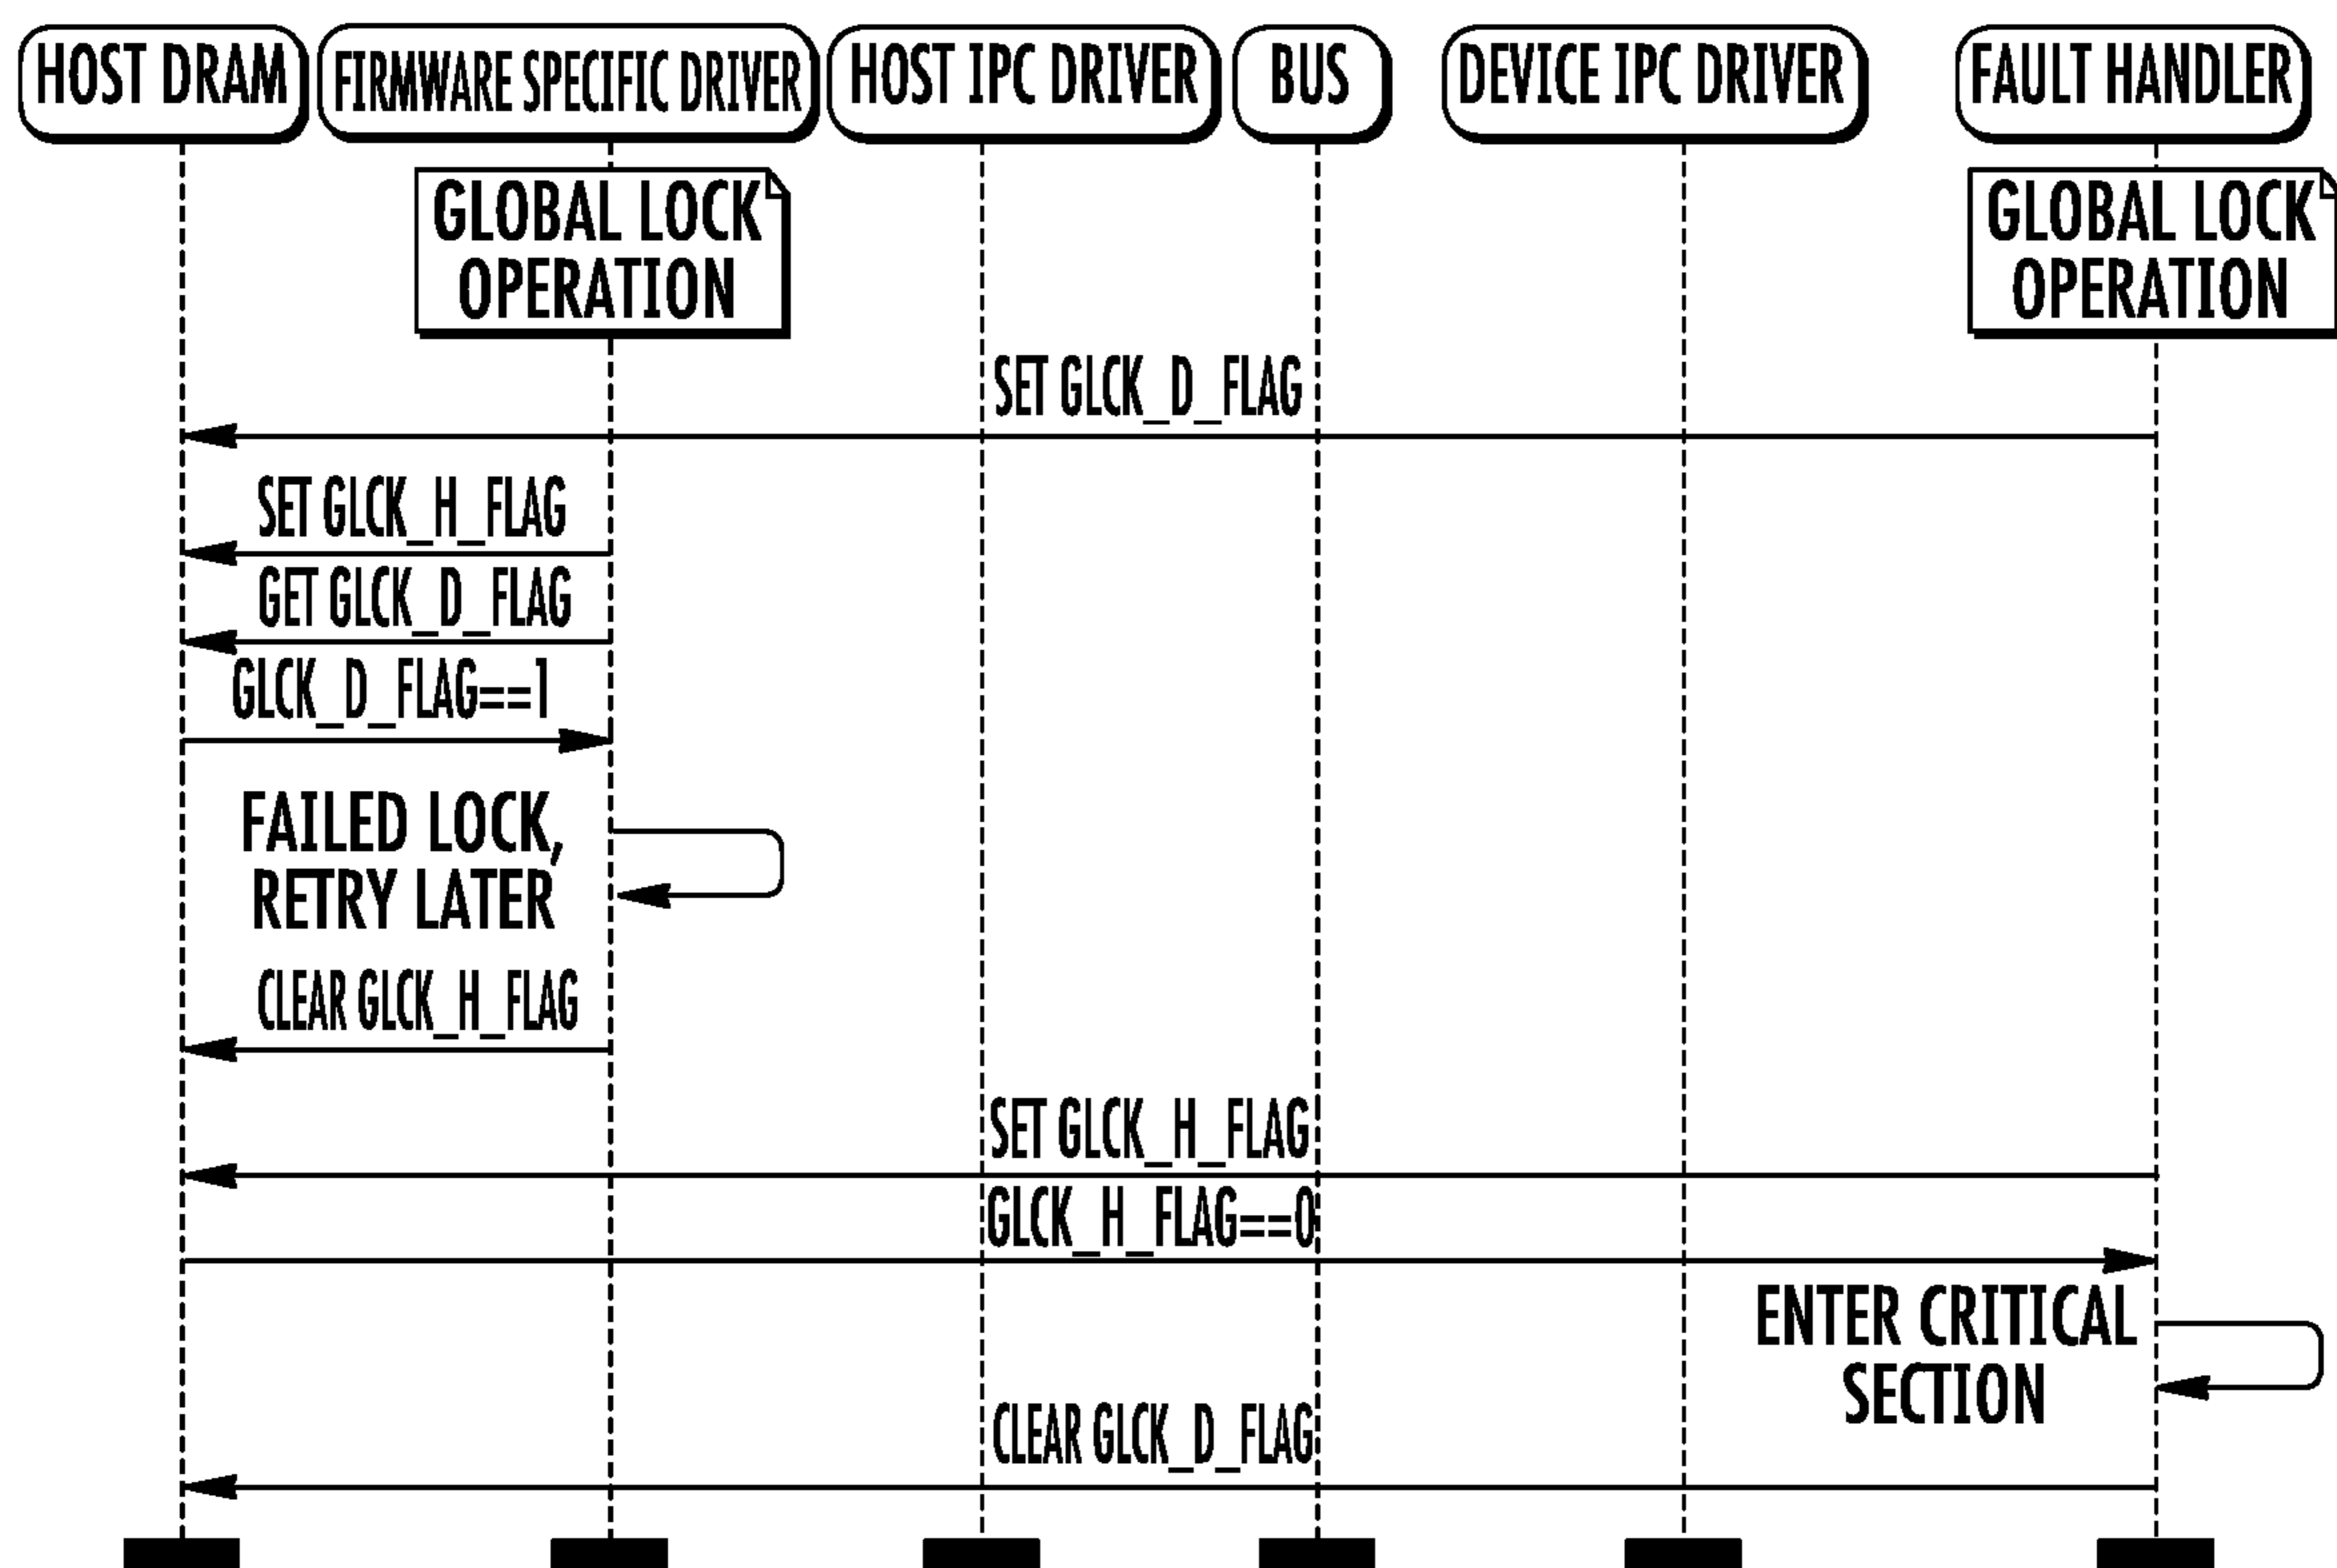 HOST DRAM
FIRMWARE SPECIFIC DRIVER
HOST IPC DRIVER
BUS
DEVICE IPC DRIVER
FAULT HANDLER
GLOBAL LOCK
OPERATION
GLOBAL LOCK
OPERATION
SET GLCK_D_FLAG
SET GLCK_H_FLAG
GET GLCK_D_FLAG
GLCK_D_FLAG==1
FAILED LOCK,
RETRY LATER
CLEAR GLCK_H_FLAG
SET GLCK_H_FLAG
GLCK_H_FLAG==0
ENTER CRITICAL
SECTION
CLEAR GLCK_D_FLAG